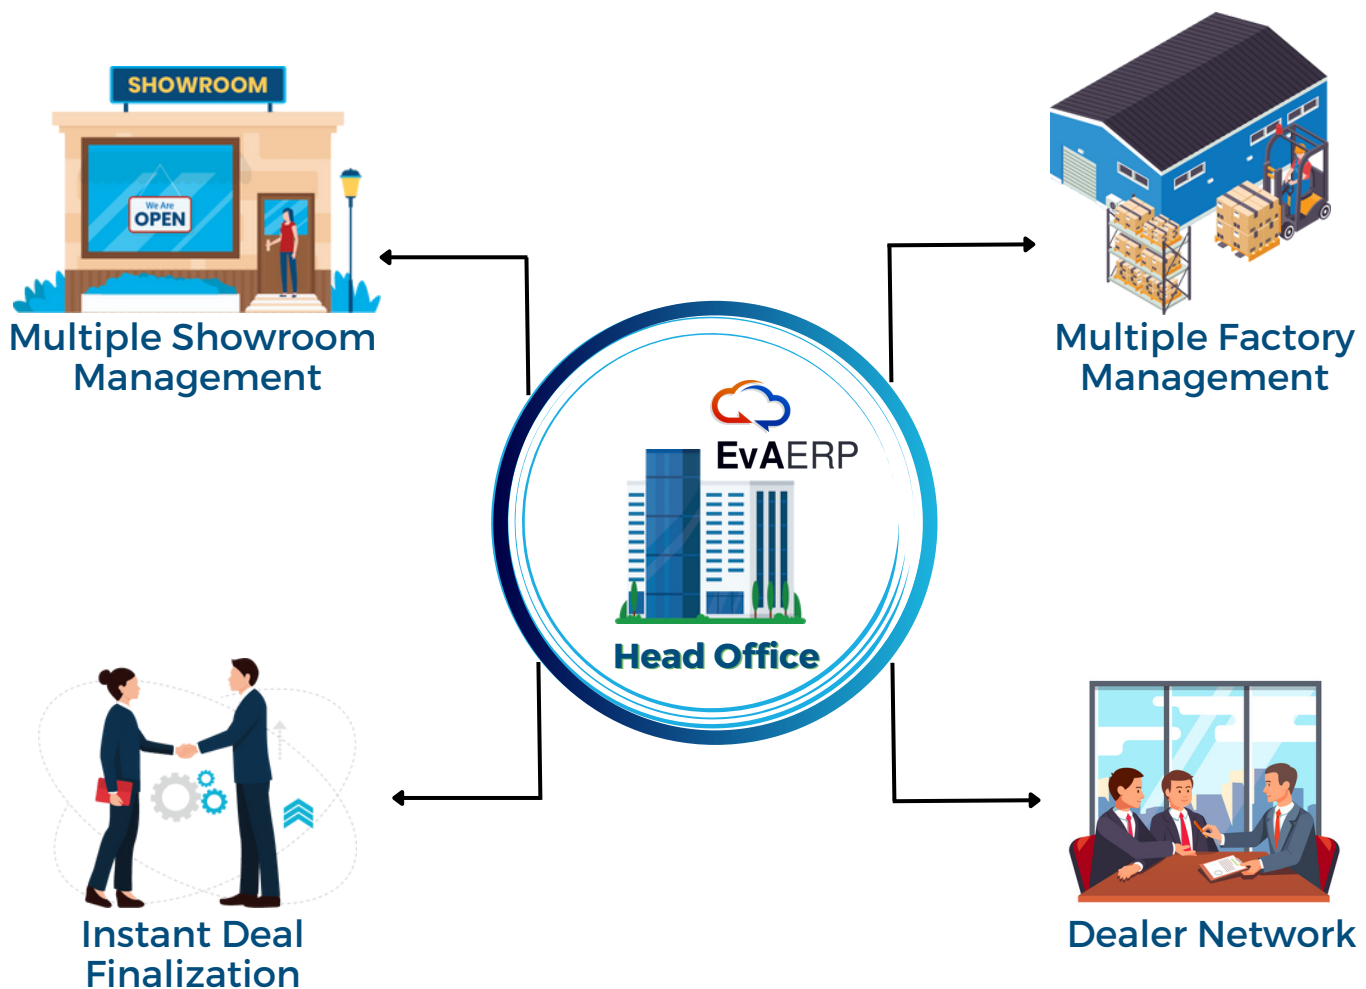 SHOWROOM
We Are
OPEN
Multiple Showroom
Management
Multiple Factory
Management
EvAERP
Head Office
Instant Deal
Finalization
Dealer Network